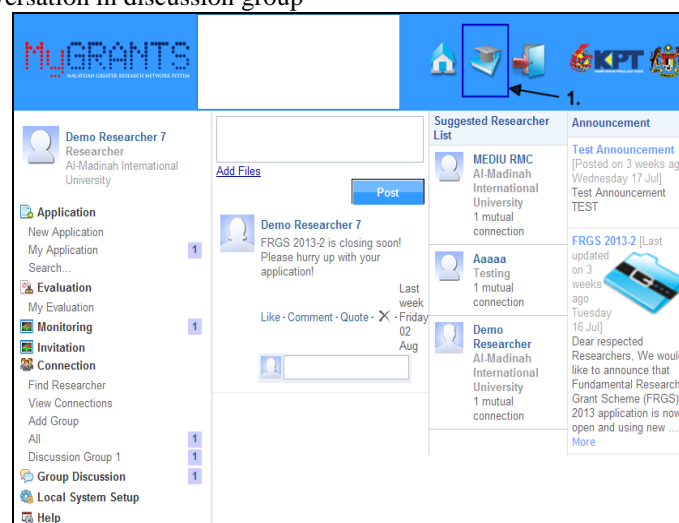 ersation in discussion group
MyGRANTS
MALAYSIAN GREATER RESEARCH NETWORK SYSTEM
KPT
1.
Demo Researcher 7
Researcher
Al-Madinah International
University
Application
New Application
My Application 1
Search...
Evaluation
My Evaluation
Monitoring 1
Invitation
Connection
Find Researcher
View Connections
Add Group
All 1
Discussion Group 1 1
Group Discussion 1
Local System Setup
Help
Add Files
Post
Demo Researcher 7
FRGS 2013-2 is closing soon!
Please hurry up with your
application!
Like - Comment - Quote - X -
Last
week
Friday
02
Aug
Suggested Researcher
List
MEDIU RMC
Al-Madinah
International
University
1 mutual
connection
Aaaaa
Testing
1 mutual
connection
Demo
Researcher
Al-Madinah
International
University
1 mutual
connection
Announcement
Test Announcement
[Posted on 3 weeks ag
Wednesday 17 Jul]
Test Announcement
TEST
FRGS 2013-2 [Last
updated
on 3
weeks
ago
Tuesday
16 Jul]
Dear respected
Researchers, We would
like to announce that
Fundamental Research
Grant Scheme (FRGS)
2013 application is now
open and using new ...
More